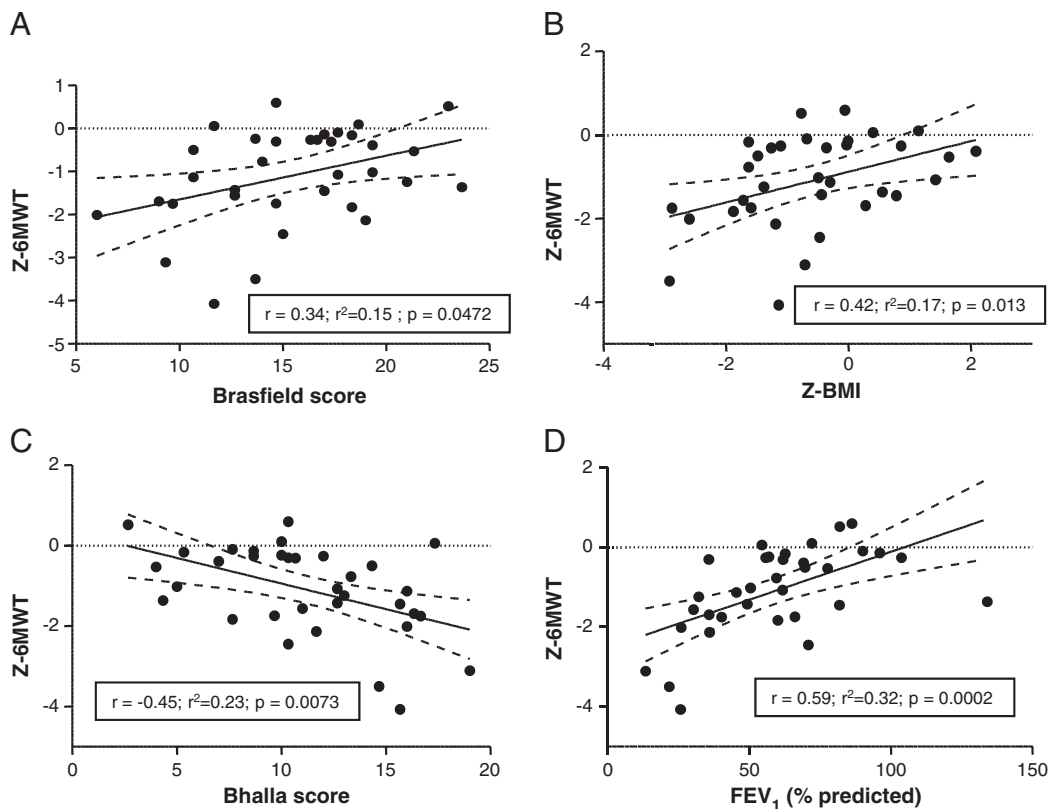 A
1
0
-1
-2
-3
-4
-5
Z-6MWT
r = 0.34; r²=0.15 ; p = 0.0472
5
10
15
20
25
Brasfield score
B
2
0
-2
-4
Z-6MWT
r = 0.42; r²=0.17; p = 0.013
-4
-2
0
2
Z-BMI
C
2
0
-2
-4
Z-6MWT
r = -0.45; r²=0.23; p = 0.0073
0
5
10
15
20
Bhalla score
D
2
0
-2
-4
Z-6MWT
r = 0.59; r²=0.32; p = 0.0002
0
50
100
150
FEV₁ (% predicted)